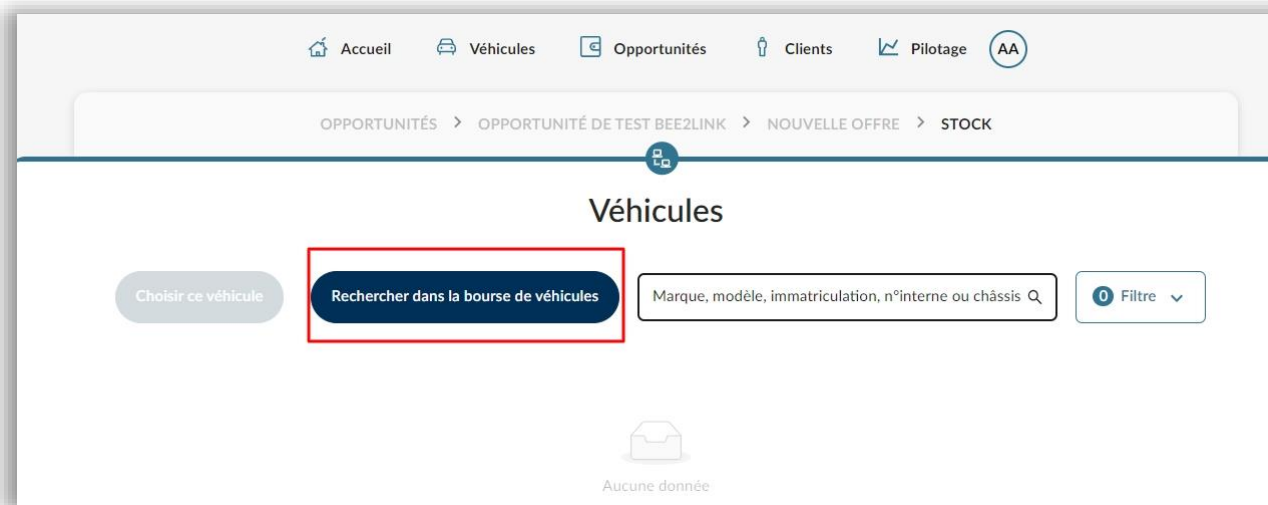 Accueil Véhicules Opportunités Clients Pilotage AA
OPPORTUNITÉS > OPPORTUNITÉ DE TEST BEE2LINK > NOUVELLE OFFRE > STOCK
Véhicules
Choisir ce véhicule Rechercher dans la bourse de véhicules Marque, modèle, immatriculation, n°interne ou châssis 0 Filtre
Aucune donnée